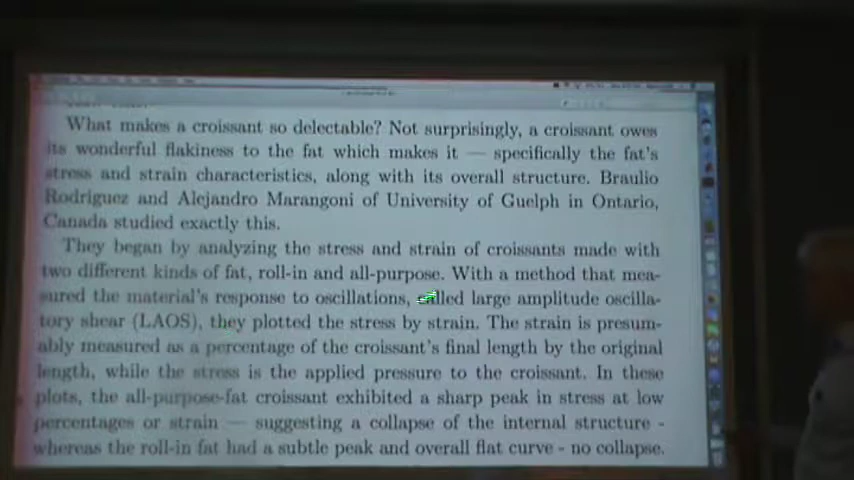 What makes a croissant so delectable? Not surprisingly, a croissant owes
its wonderful flakiness to the fat which makes it — specifically the fat's
stress and strain characteristics, along with its overall structure. Braulio
Rodriguez and Alejandro Marangoni of University of Guelph in Ontario,
Canada studied exactly this.
They began by analyzing the stress and strain of croissants made with
two different kinds of fat, roll-in and all-purpose. With a method that mea-
sured the material's response to oscillations, called large amplitude oscilla-
tory shear (LAOS), they plotted the stress by strain. The strain is presum-
ably measured as a percentage of the croissant's final length by the original
length, while the stress is the applied pressure to the croissant. In these
plots, the all-purpose-fat croissant exhibited a sharp peak in stress at low
percentages or strain — suggesting a collapse of the internal structure -
whereas the roll-in fat had a subtle peak and overall flat curve - no collapse.